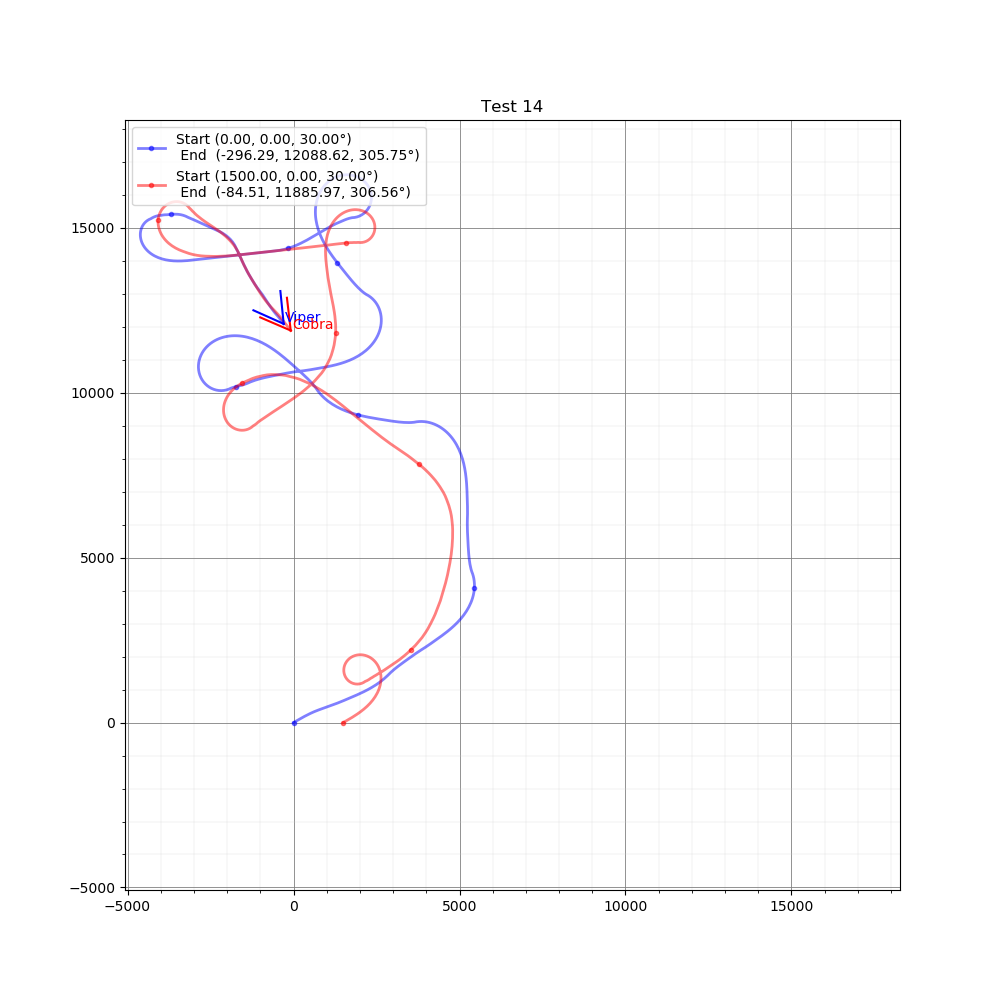 Test 14
Start (0.00, 0.00, 30.00°)
End  (-296.29, 12088.62, 305.75°)
Start (1500.00, 0.00, 30.00°)
End  (-84.51, 11885.97, 306.56°)
15000
Viper
Cobra
10000
5000
0
−5000
−5000
0
5000
10000
15000